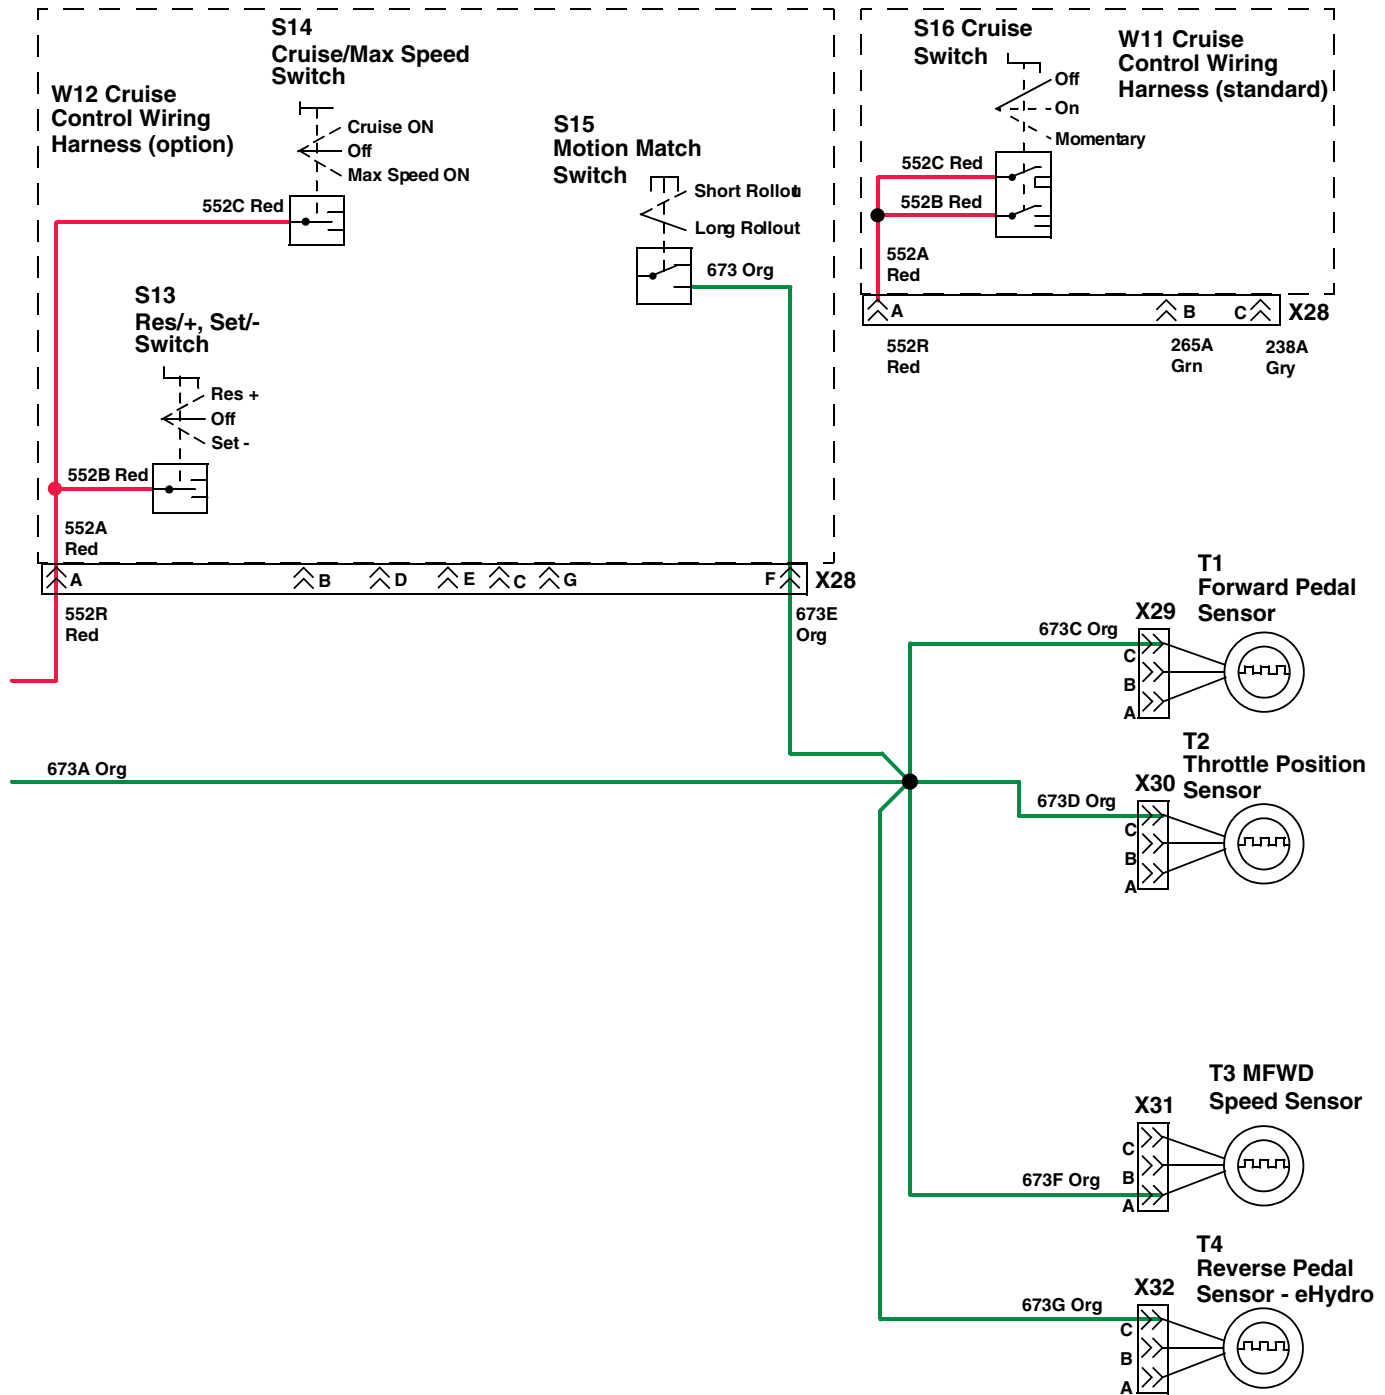 S14
Cruise/Max Speed
Switch
W12 Cruise
Control Wiring
Harness (option)
Cruise ON
Off
Max Speed ON
552C Red
S15
Motion Match
Switch
Short Rollout
Long Rollout
673 Org
S13
Res/+, Set/-
Switch
Res +
Off
Set -
552B Red
552A
Red
A
B
D
E
C
G
F
X28
552R
Red
673E
Org
S16 Cruise
Switch
W11 Cruise
Control Wiring
Harness (standard)
Off
On
Momentary
552C Red
552B Red
552A
Red
A
B
C
X28
552R
Red
265A
Grn
238A
Gry
T1
Forward Pedal
Sensor
X29
673C Org
C
B
A
T2
Throttle Position
Sensor
X30
673A Org
673D Org
C
B
A
T3 MFWD
Speed Sensor
X31
C
B
673F Org
A
T4
Reverse Pedal
Sensor - eHydro
X32
673G Org
C
B
A